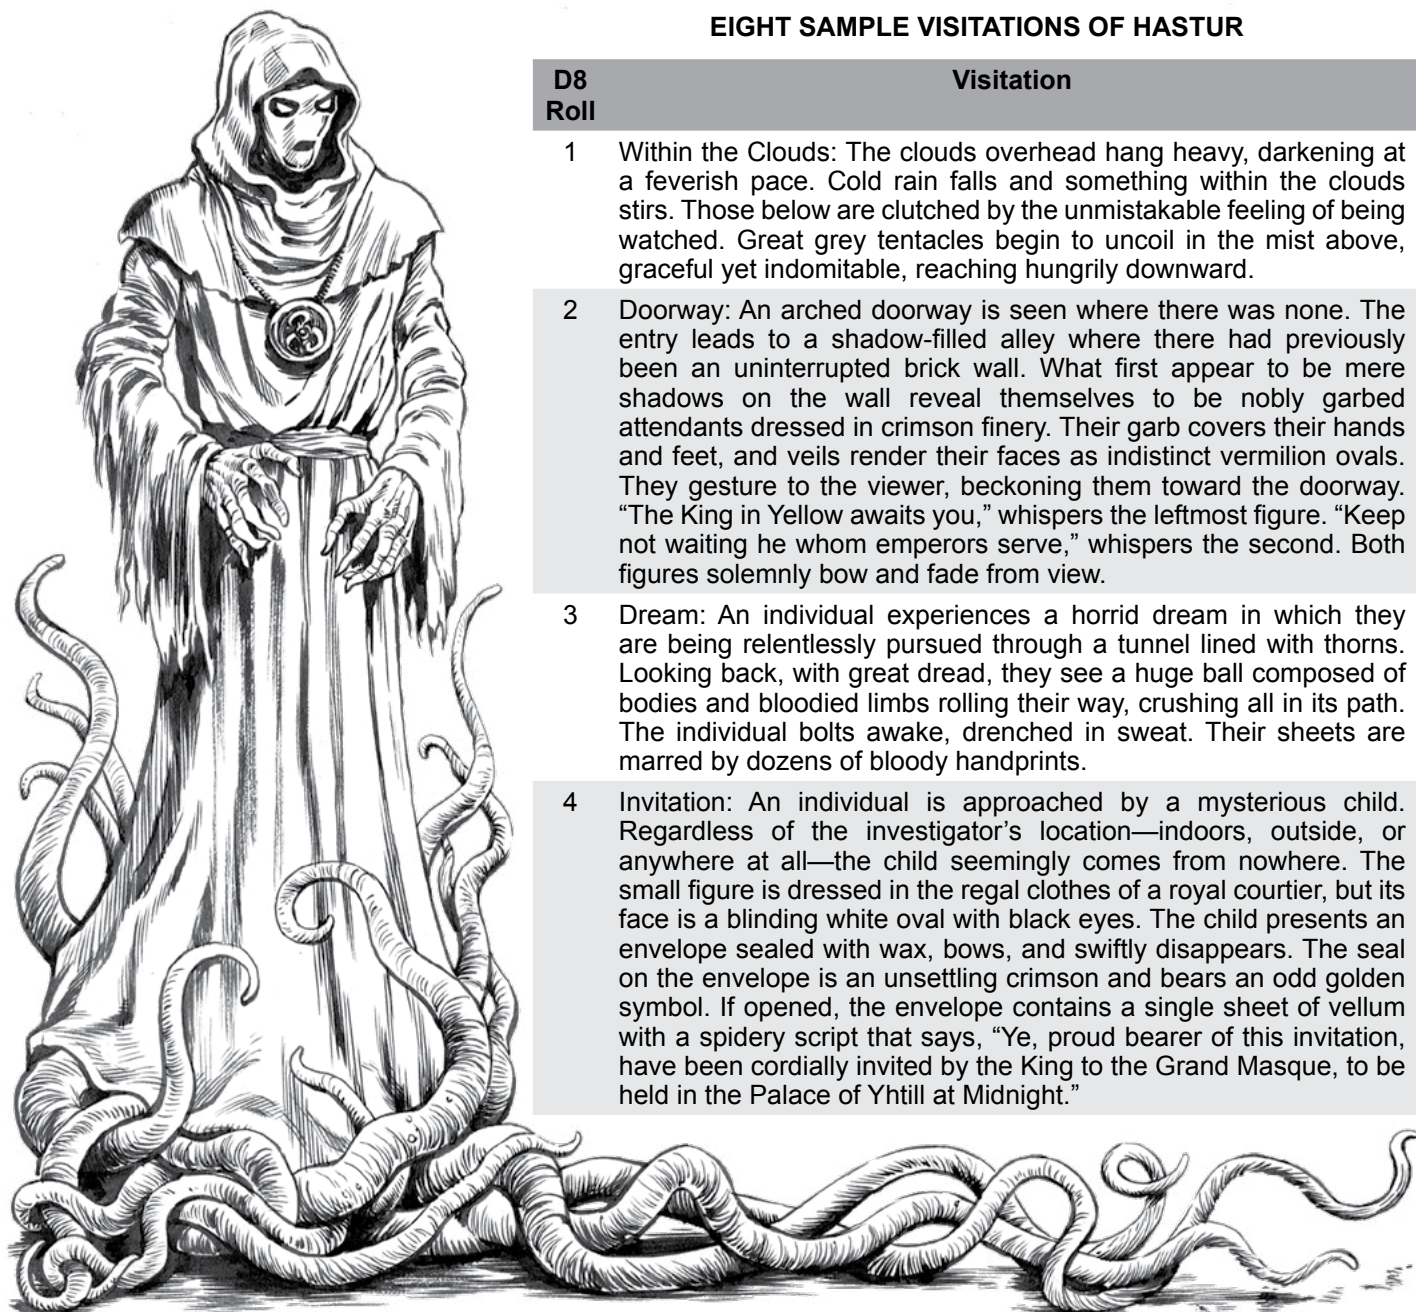 EIGHT SAMPLE VISITATIONS OF HASTUR
D8 Roll
Visitation
1 Within the Clouds: The clouds overhead hang heavy, darkening at
a feverish pace. Cold rain falls and something within the clouds
stirs. Those below are clutched by the unmistakable feeling of being
watched. Great grey tentacles begin to uncoil in the mist above,
graceful yet indomitable, reaching hungrily downward.
2 Doorway: An arched doorway is seen where there was none. The
entry leads to a shadow-filled alley where there had previously
been an uninterrupted brick wall. What first appear to be mere
shadows on the wall reveal themselves to be nobly garbed
attendants dressed in crimson finery. Their garb covers their hands
and feet, and veils render their faces as indistinct vermilion ovals.
They gesture to the viewer, beckoning them toward the doorway.
“The King in Yellow awaits you,” whispers the leftmost figure. “Keep
not waiting he whom emperors serve,” whispers the second. Both
figures solemnly bow and fade from view.
3 Dream: An individual experiences a horrid dream in which they
are being relentlessly pursued through a tunnel lined with thorns.
Looking back, with great dread, they see a huge ball composed of
bodies and bloodied limbs rolling their way, crushing all in its path.
The individual bolts awake, drenched in sweat. Their sheets are
marred by dozens of bloody handprints.
4 Invitation: An individual is approached by a mysterious child.
Regardless of the investigator’s location—indoors, outside, or
anywhere at all—the child seemingly comes from nowhere. The
small figure is dressed in the regal clothes of a royal courtier, but its
face is a blinding white oval with black eyes. The child presents an
envelope sealed with wax, bows, and swiftly disappears. The seal
on the envelope is an unsettling crimson and bears an odd golden
symbol. If opened, the envelope contains a single sheet of vellum
with a spidery script that says, “Ye, proud bearer of this invitation,
have been cordially invited by the King to the Grand Masque, to be
held in the Palace of Yhtill at Midnight.”